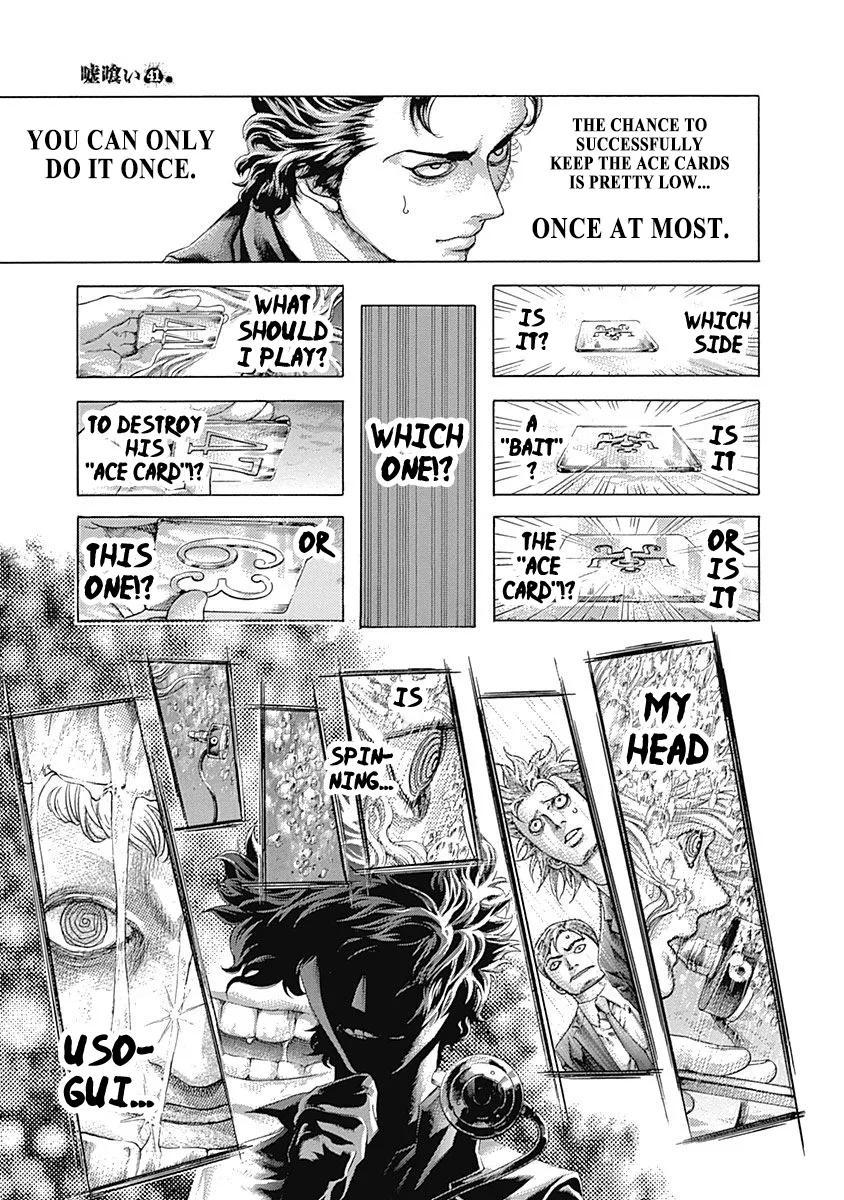 嘘喰い 41.
THE CHANCE TO
SUCCESSFULLY
KEEP THE ACE CARDS
IS PRETTY LOW...
ONCE AT MOST.
YOU CAN ONLY
DO IT ONCE.
WHICH
SIDE
IS
IT?
IS
IT
A
"BAIT"
?
OR
IS
IT
THE
"ACE
CARD"!?
WHICH
ONE!?
WHAT
SHOULD
I PLAY?
TO DESTROY
HIS
"ACE CARD"!?
OR
THIS
ONE!?
MY
HEAD
IS
SPIN-
NING...
USO-
GUI...